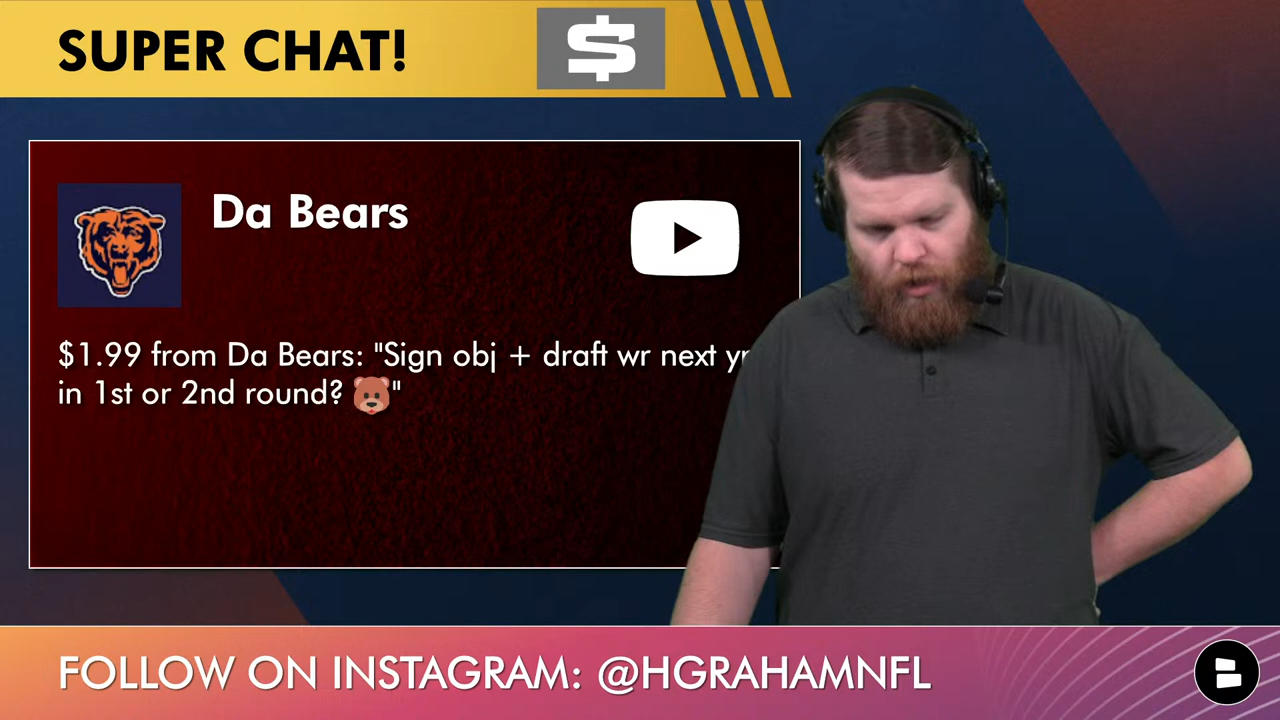 SUPER CHAT!
$
Da Bears
$1.99 from Da Bears: "Sign obj + draft wr next yr
in 1st or 2nd round? 🐻"
FOLLOW ON INSTAGRAM: @HGRAHAMNFL